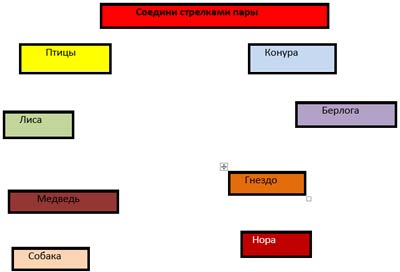 Соедини стрелками пары
Птицы
Конура
Берлога
Лиса
Гнездо
Медведь
Нора
Собака